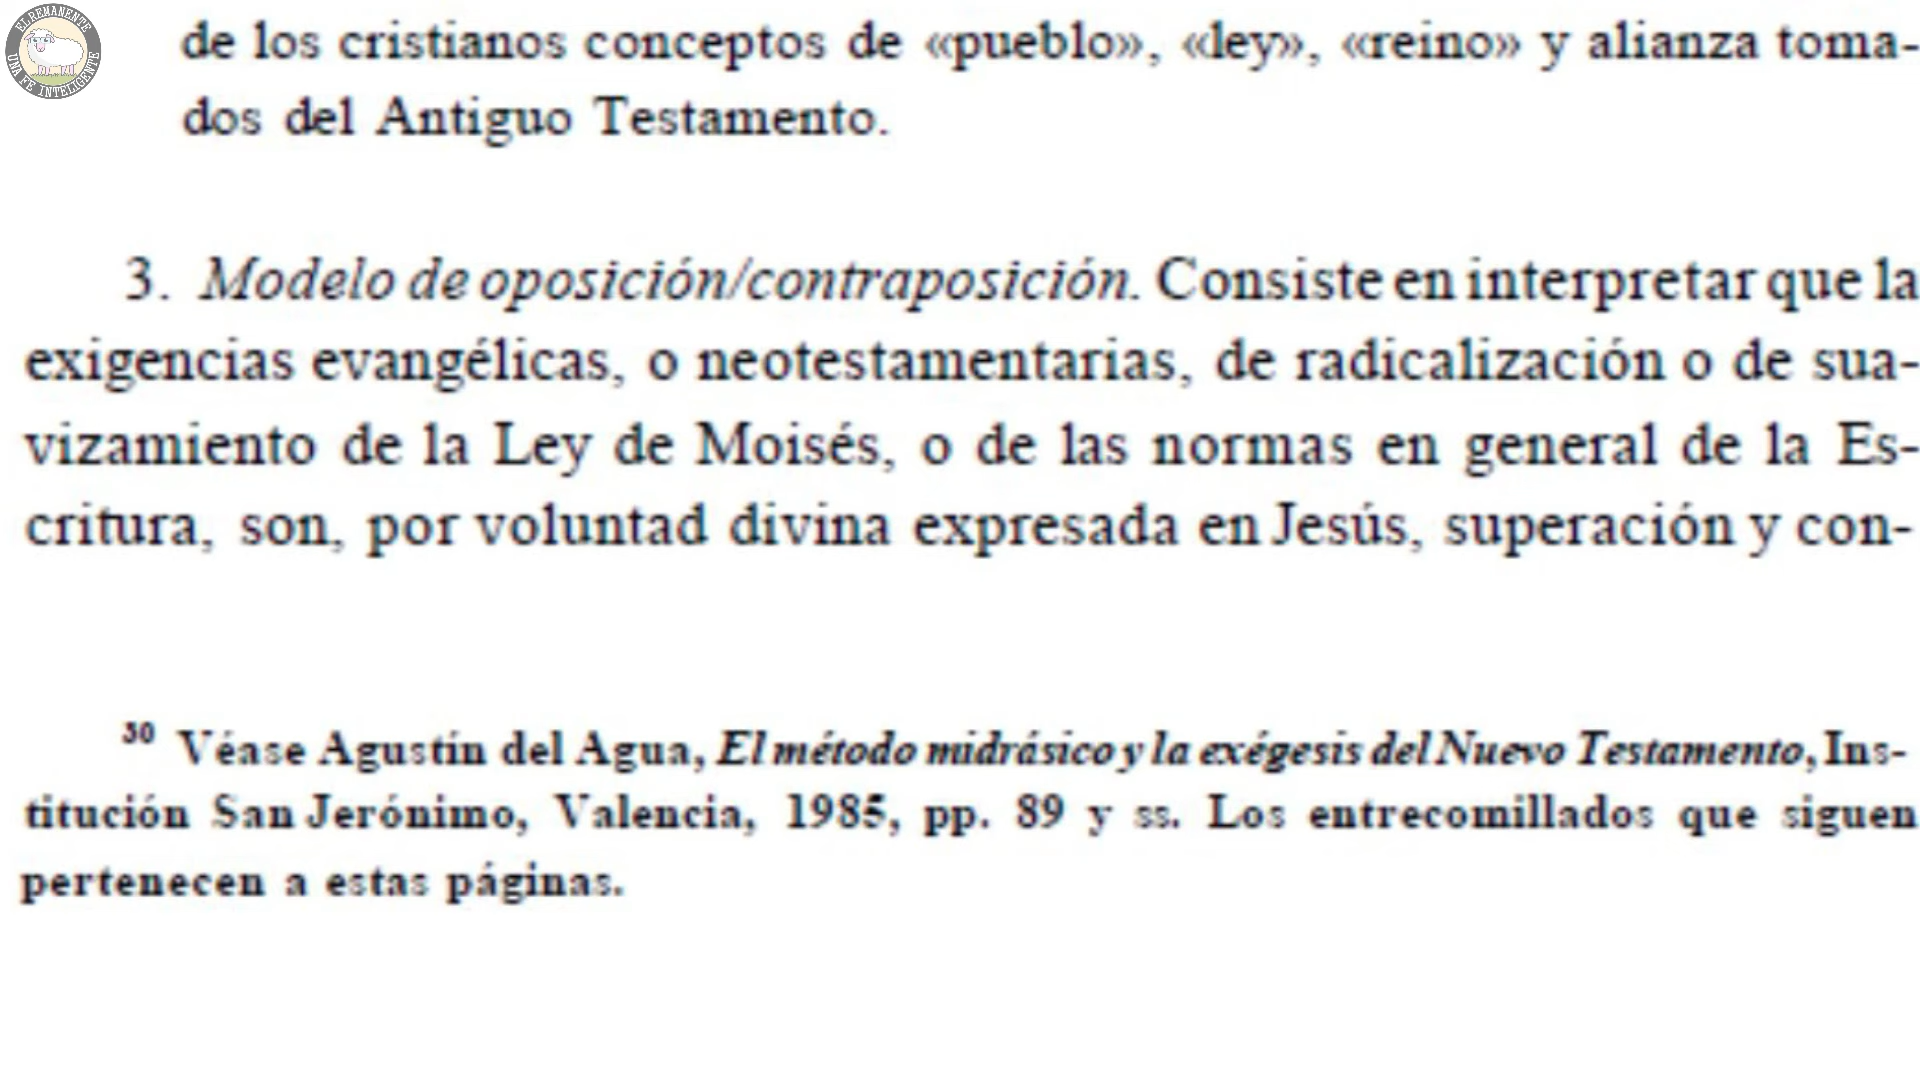 ELREMANENTE
UNA FE INTELIGENTE
de los cristianos conceptos de «pueblo», «ley», «reino» y alianza toma-
dos del Antiguo Testamento.
3. Modelo de oposición/contraposición. Consiste en interpretar que la
exigencias evangélicas, o neotestamentarias, de radicalización o de sua-
vizamiento de la Ley de Moisés, o de las normas en general de la Es-
critura, son, por voluntad divina expresada en Jesús, superación y con-
30 Véase Agustín del Agua, El método midrásico y la exégesis del Nuevo Testamento, Ins-
titución San Jerónimo, Valencia, 1985, pp. 89 y ss. Los entrecomillados que siguen
pertenecen a estas páginas.